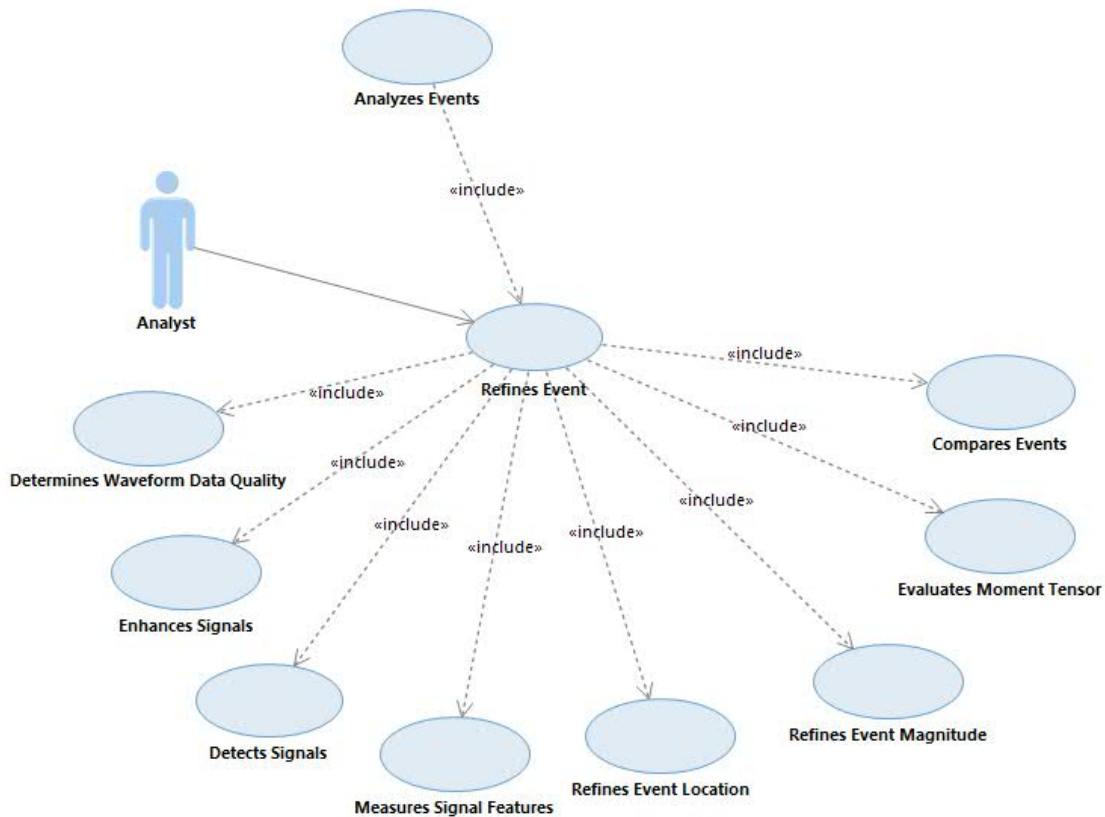 Analyzes Events
«include»
Analyst
Refines Event
«include»
«include»
Compares Events
«include»
Determines Waveform Data Quality
«include»
«include»
«include»
«include»
«include»
«include»
Evaluates Moment Tensor
Enhances Signals
Refines Event Magnitude
Detects Signals
Refines Event Location
Measures Signal Features